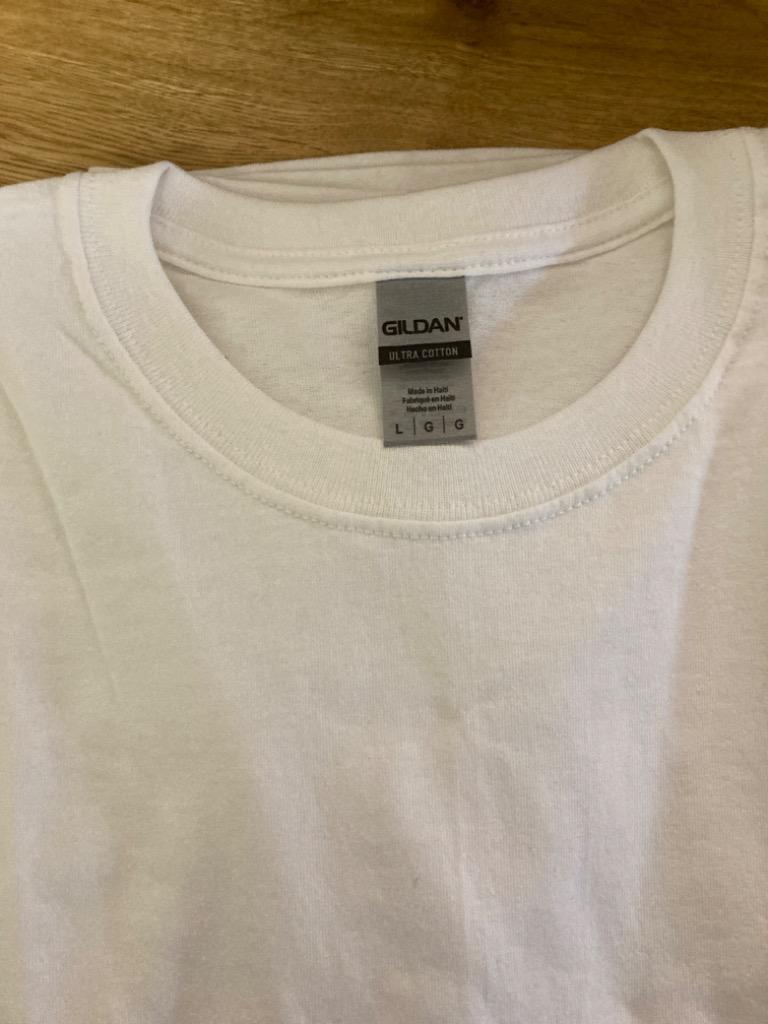 GILDAN
ULTRA COTTON
Made in Haiti
Fabriqué en Haïti
Hecho en Haití
L | G | G